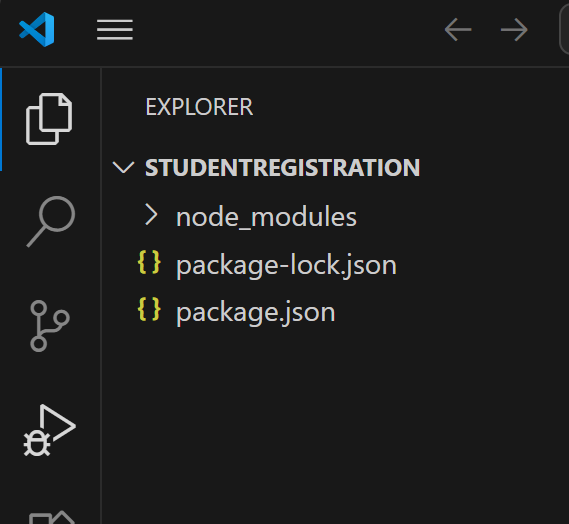 EXPLORER
STUDENTREGISTRATION
node_modules
{} package-lock.json
{} package.json